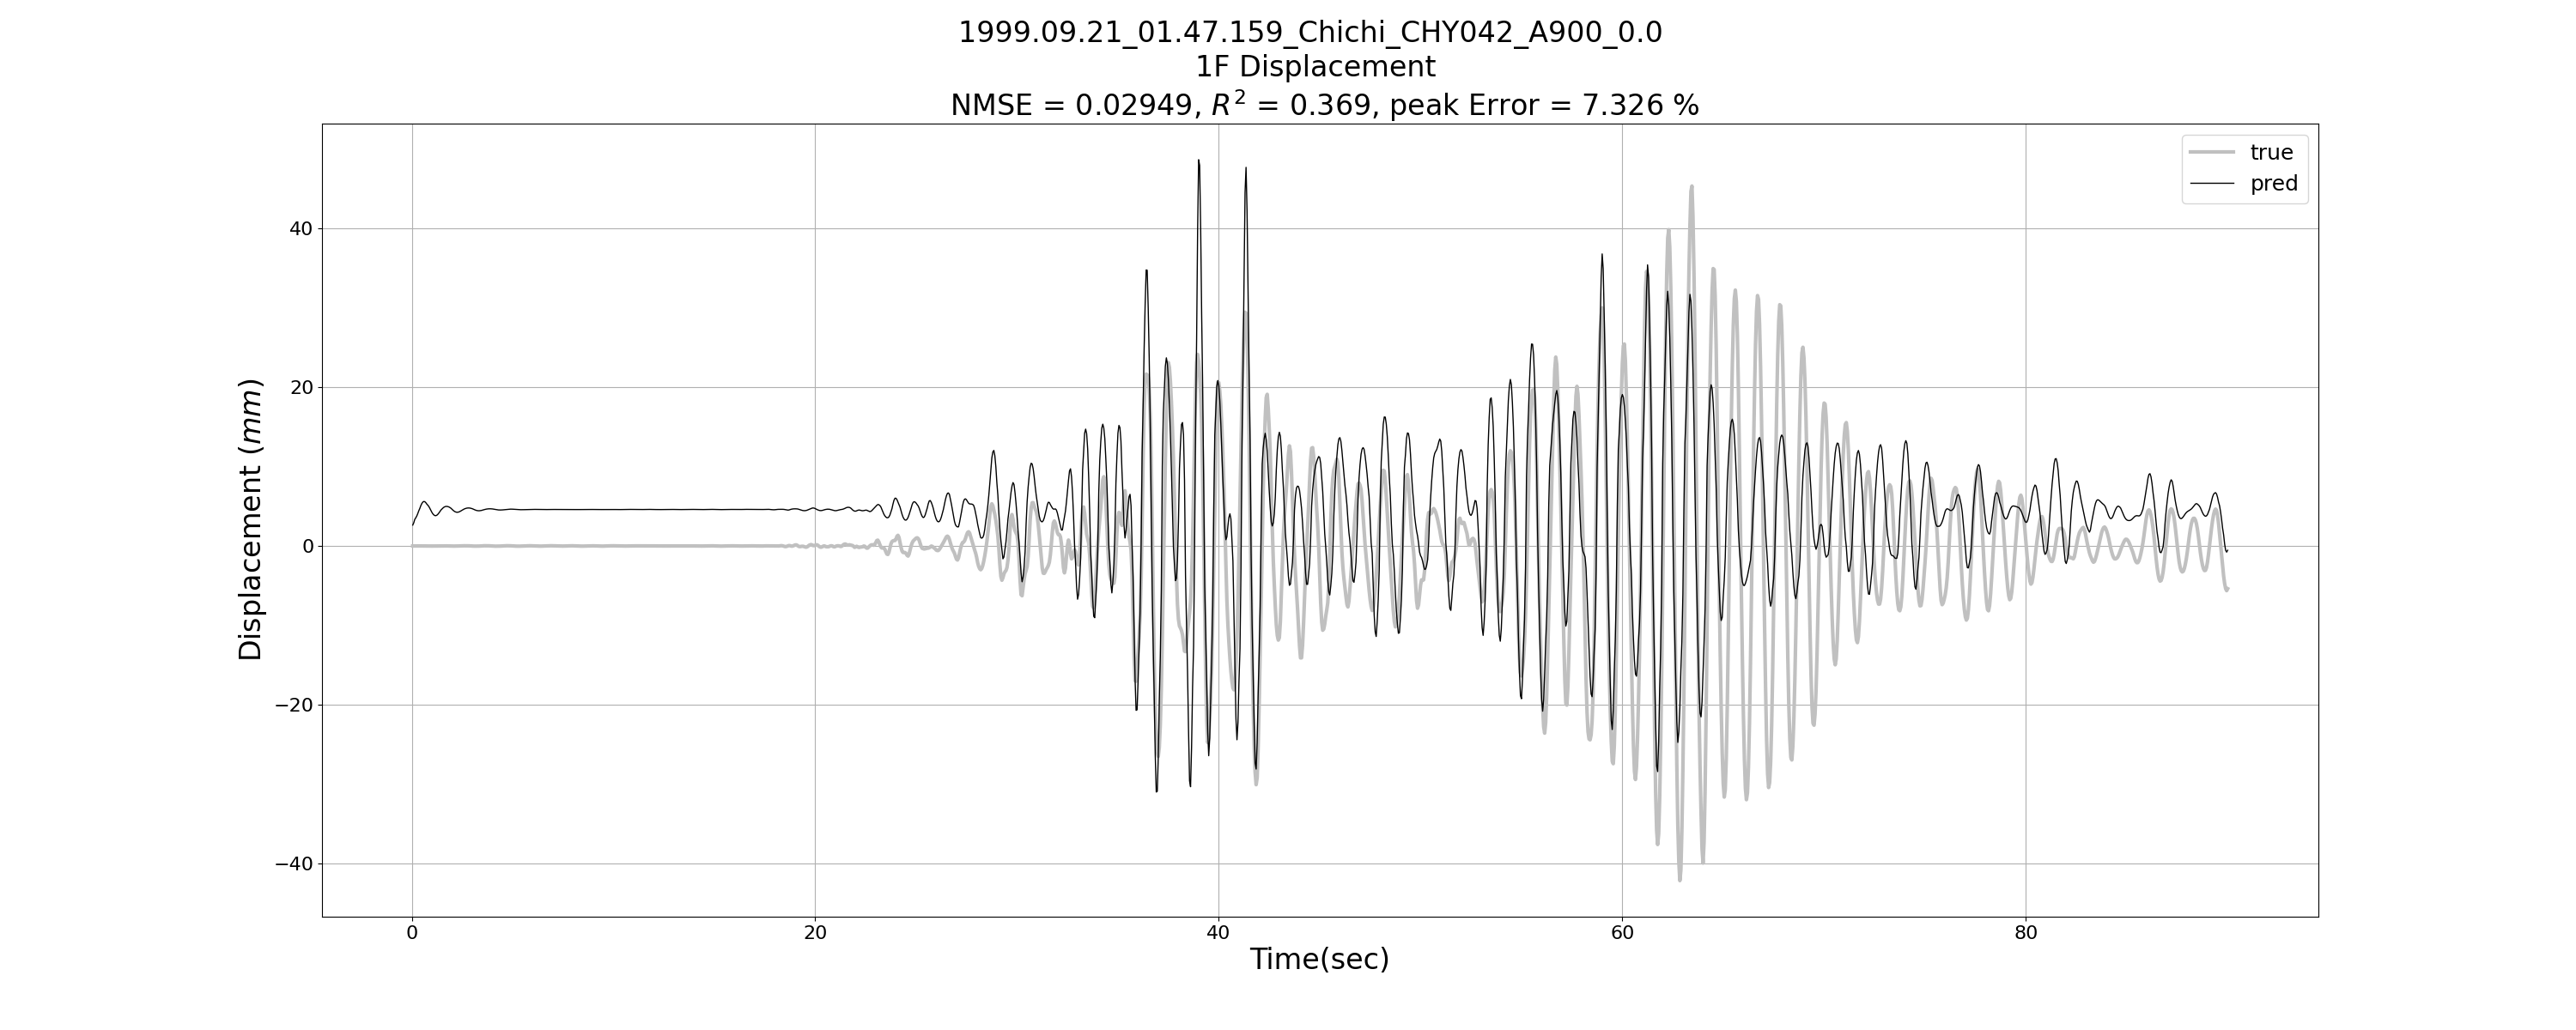 1999.09.21_01.47.159_Chichi_CHY042_A900_0.0
1F Displacement
NMSE = 0.02949, R² = 0.369, peak Error = 7.326 %
true
pred
Displacement (mm)
40
20
0
−20
−40
0 20 40 60 80
Time(sec)